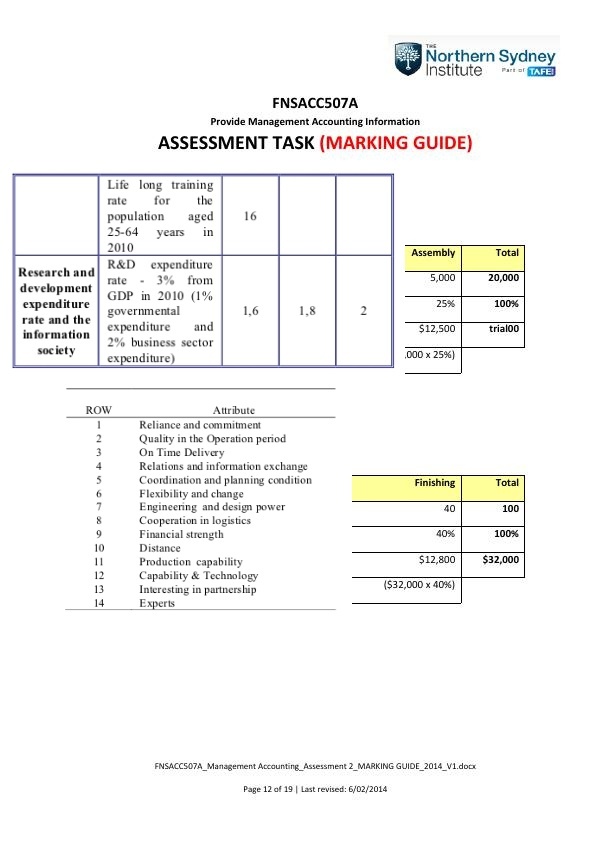 THE
Northern Sydney
Institute Part of TAFE
FNSACC507A
Provide Management Accounting Information
ASSESSMENT TASK (MARKING GUIDE)
Life long training
rate for the
population aged
25-64 years in
2010
16
Research and
development
expenditure
rate and the
information
society
R&D expenditure
rate - 3% from
GDP in 2010 (1%
governmental
expenditure and
2% business sector
expenditure)
1,6 1,8 2
Assembly Total
5,000 20,000
25% 100%
$12,500 trial00
,000 x 25%)
ROW Attribute
1 Reliance and commitment
2 Quality in the Operation period
3 On Time Delivery
4 Relations and information exchange
5 Coordination and planning condition
6 Flexibility and change
7 Engineering and design power
8 Cooperation in logistics
9 Financial strength
10 Distance
11 Production capability
12 Capability & Technology
13 Interesting in partnership
14 Experts
Finishing Total
40 100
40% 100%
$12,800 $32,000
($32,000 x 40%)
FNSACC507A_Management Accounting_Assessment 2_MARKING GUIDE_2014_V1.docx
Page 12 of 19 | Last revised: 6/02/2014